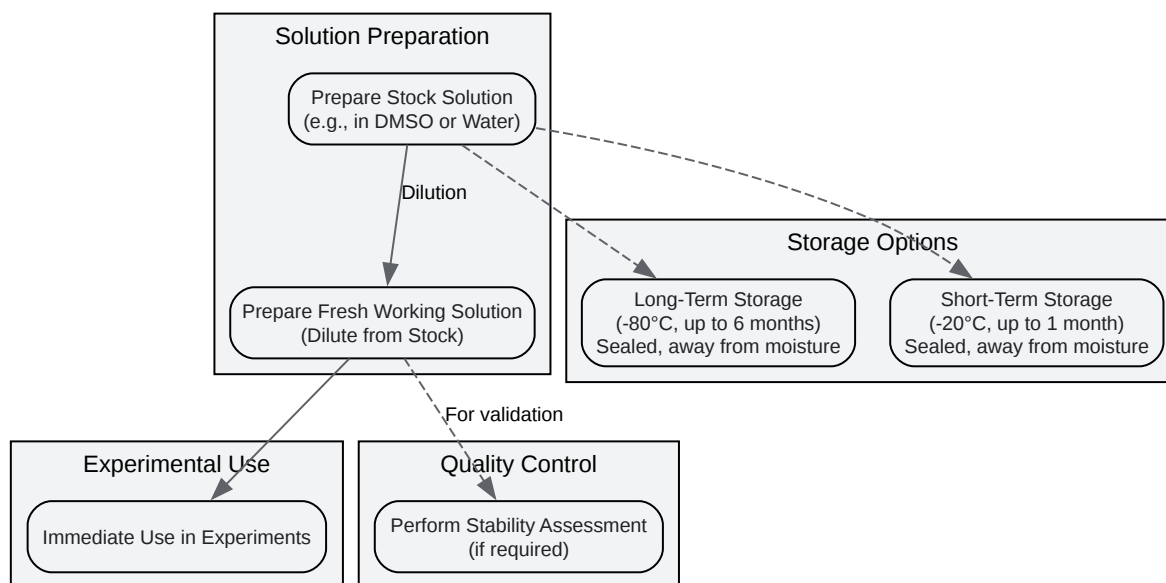 Solution Preparation
Prepare Stock Solution
(e.g., in DMSO or Water)
Dilution
Storage Options
Long-Term Storage
(-80°C, up to 6 months)
Sealed, away from moisture
Short-Term Storage
(-20°C, up to 1 month)
Sealed, away from moisture
Prepare Fresh Working Solution
(Dilute from Stock)
For validation
Experimental Use
Immediate Use in Experiments
Quality Control
Perform Stability Assessment
(if required)